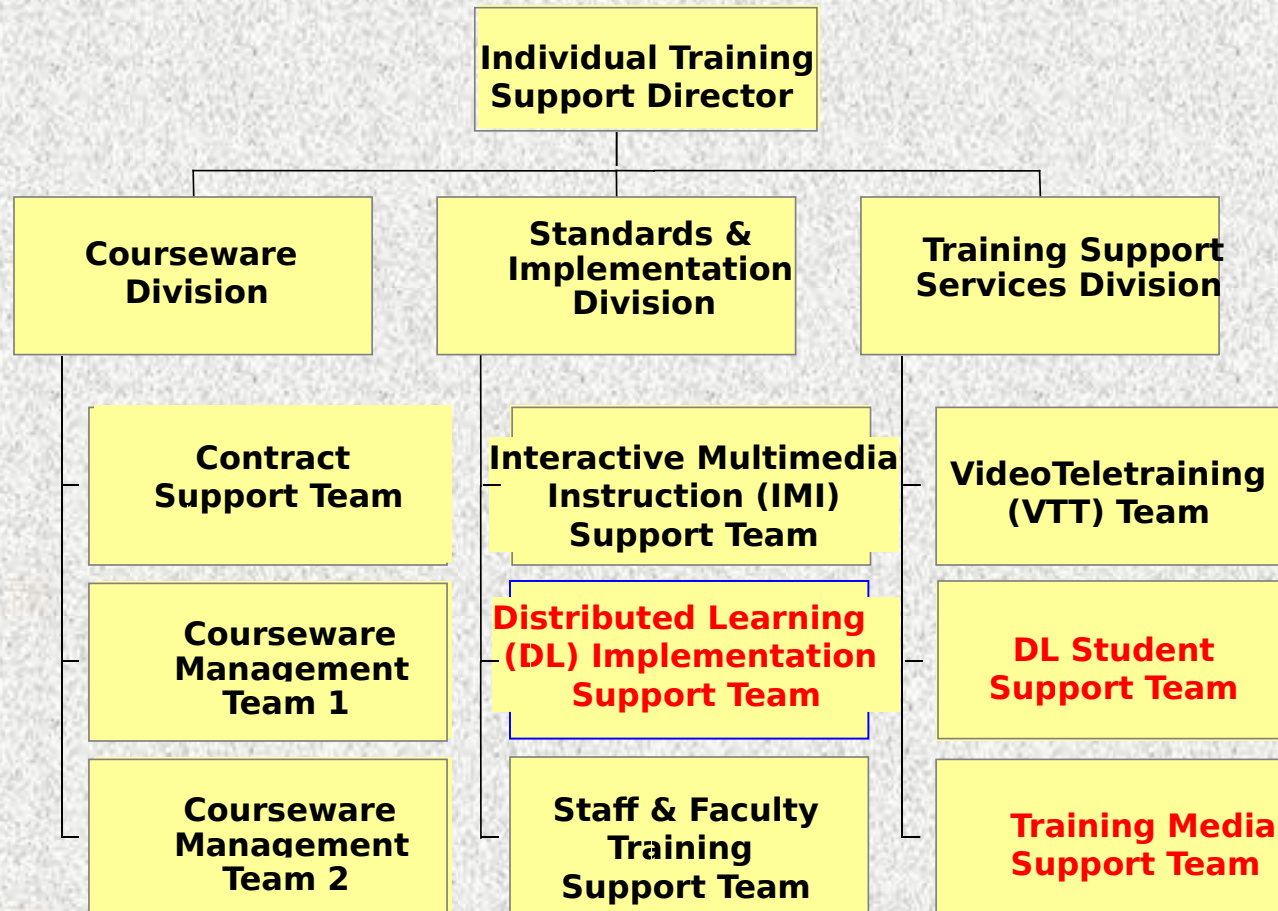 Individual Training
Support Director
Courseware
Division
Standards &
Implementation
Division
Training Support
Services Division
Contract
Support Team
Courseware
Management
Team 1
Courseware
Management
Team 2
Interactive Multimedia
Instruction (IMI)
Support Team
Distributed Learning
(DL) Implementation
Support Team
Staff & Faculty
Training
Support Team
VideoTeletraining
(VTT) Team
DL Student
Support Team
Training Media
Support Team